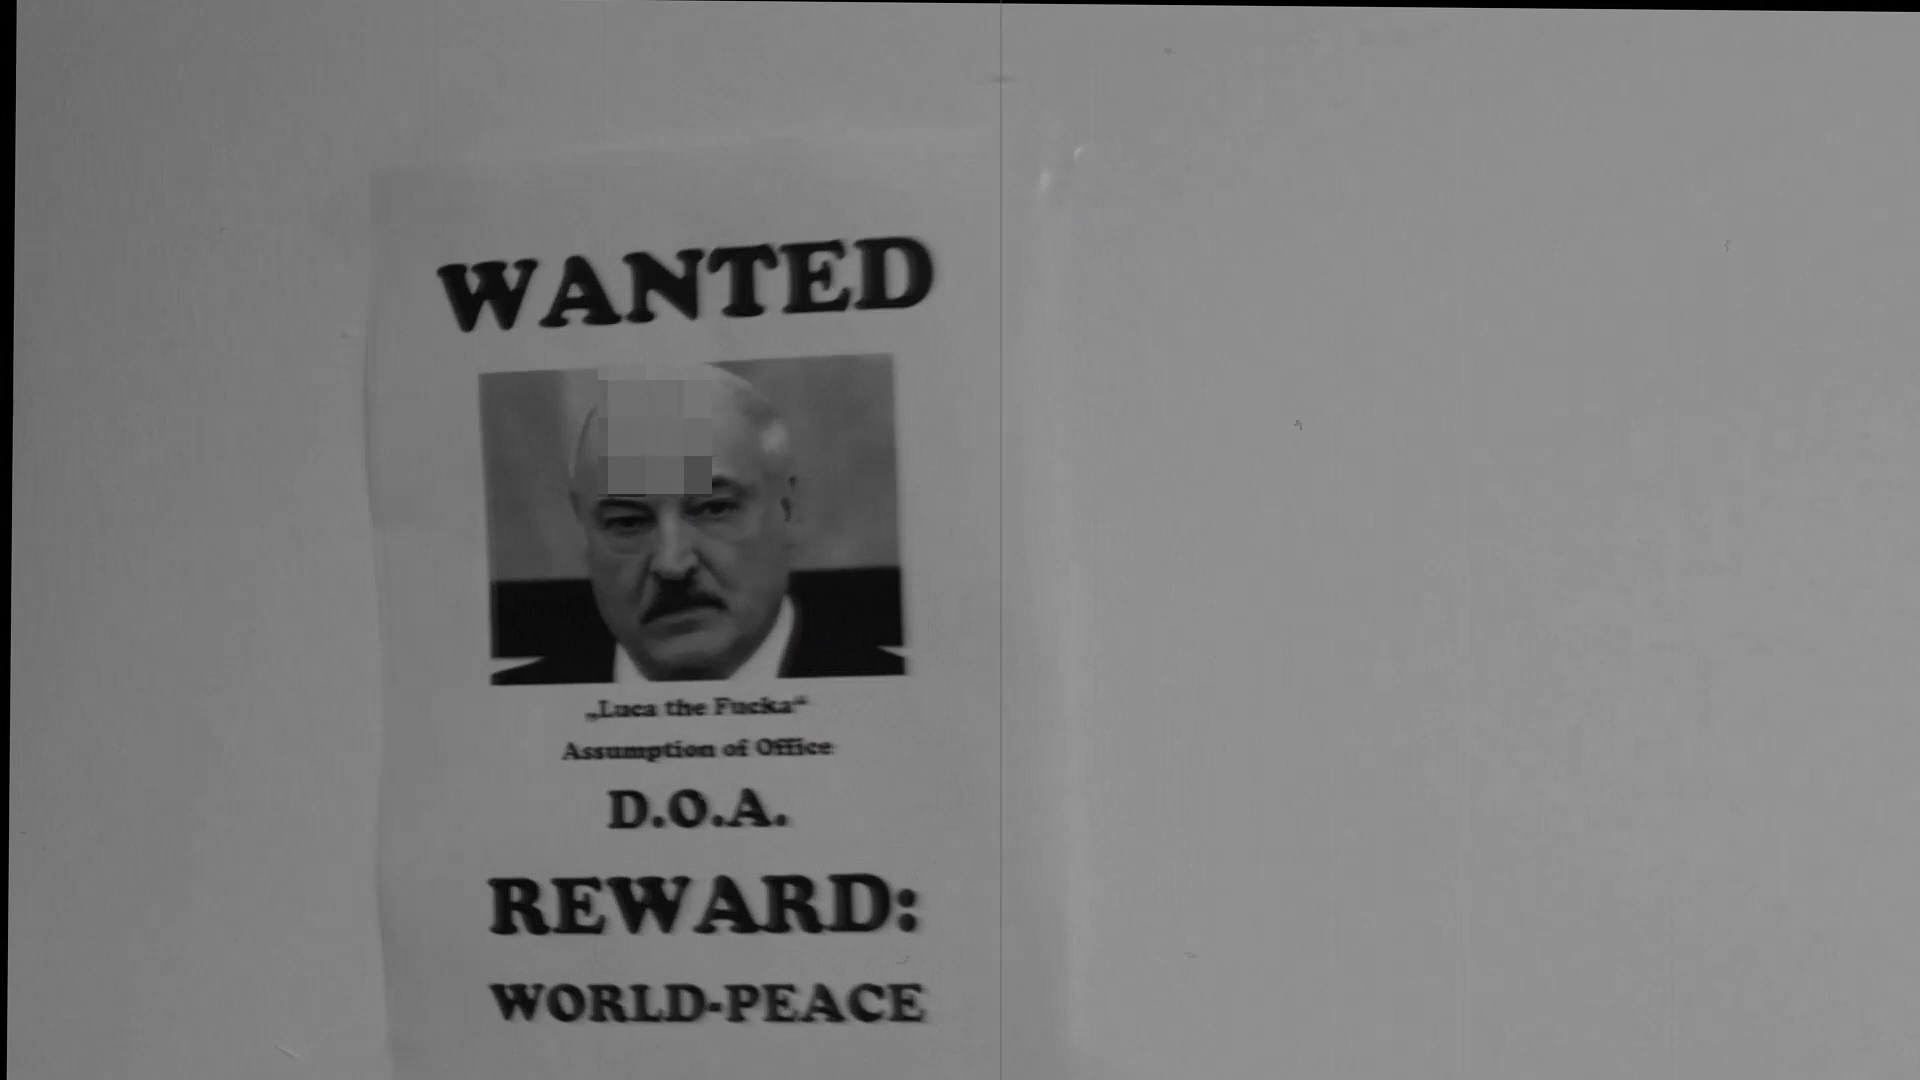 WANTED
„Luca the Fucka“
Assumption of Office
D.O.A.
REWARD:
WORLD-PEACE